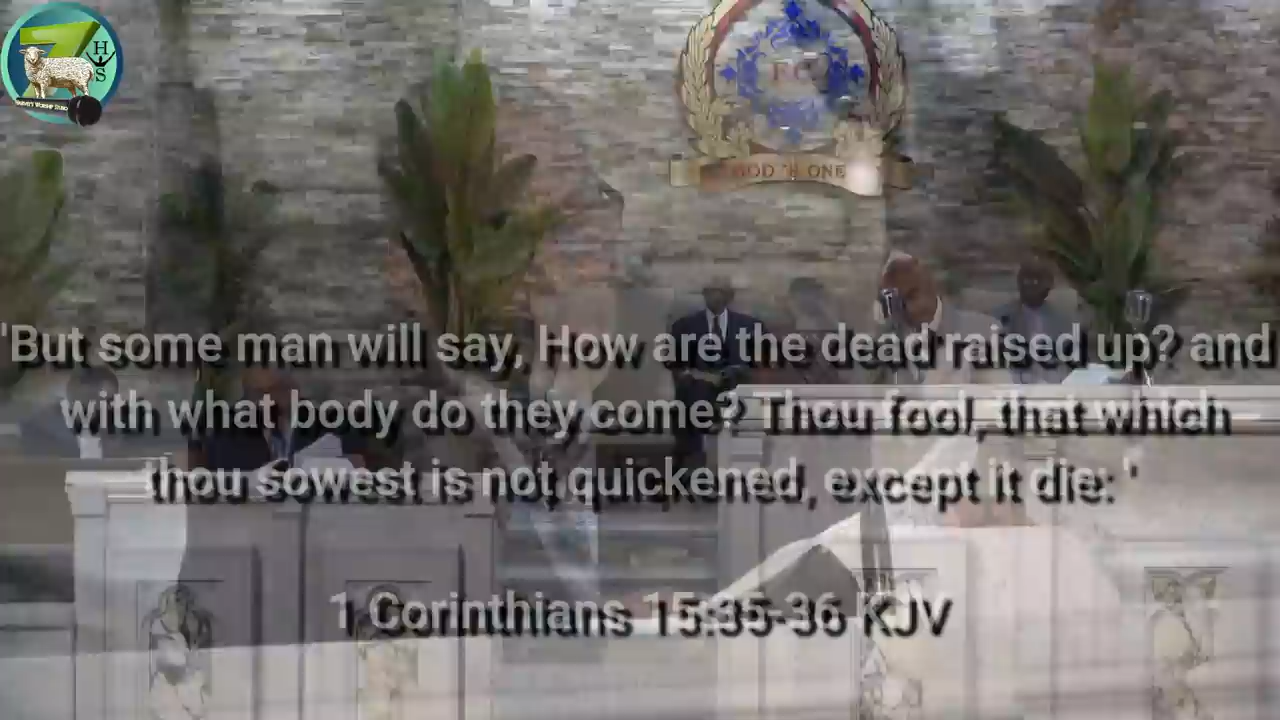 H
S
FC
GOD IS ONE
'But some man will say, How are the dead raised up? and
with what body do they come? Thou fool, that which
thou sowest is not quickened, except it die: '
1 Corinthians 15:35-36 KJV